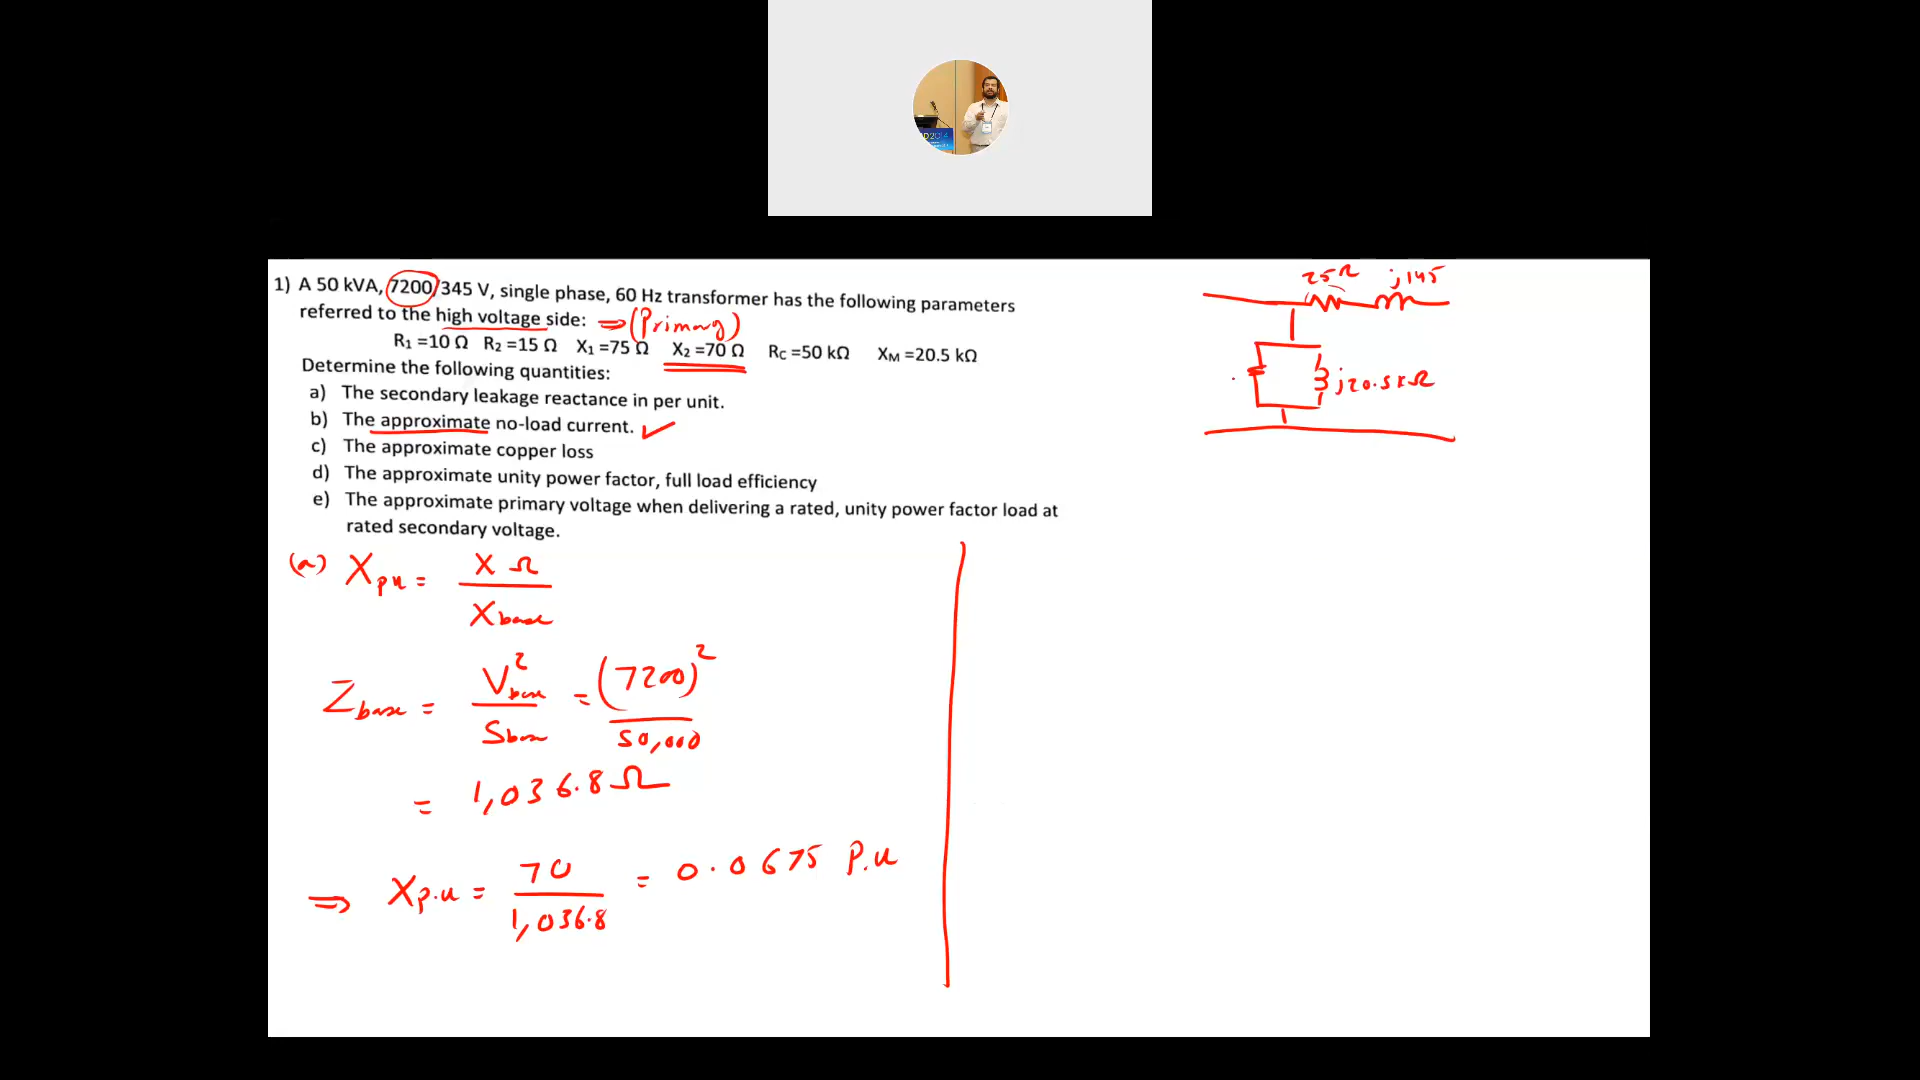 D2014
1) A 50 kVA, 7200/345 V, single phase, 60 Hz transformer has the following parameters
referred to the high voltage side: ⇒ (Primary)
R₁ =10 Ω R₂ =15 Ω X₁ =75 Ω X₂ =70 Ω R_C =50 kΩ X_M =20.5 kΩ
Determine the following quantities:
a) The secondary leakage reactance in per unit.
b) The approximate no-load current. ✓
c) The approximate copper loss
d) The approximate unity power factor, full load efficiency
e) The approximate primary voltage when delivering a rated, unity power factor load at
rated secondary voltage.
25Ω j145
j20.5kΩ
(a) Xpu = X Ω / Xbase
Zbase = V²base / Sbase = (7200)² / 50,000
= 1,036.8 Ω
⇒ Xp.u = 70 / 1,036.8 = 0.0675 P.u